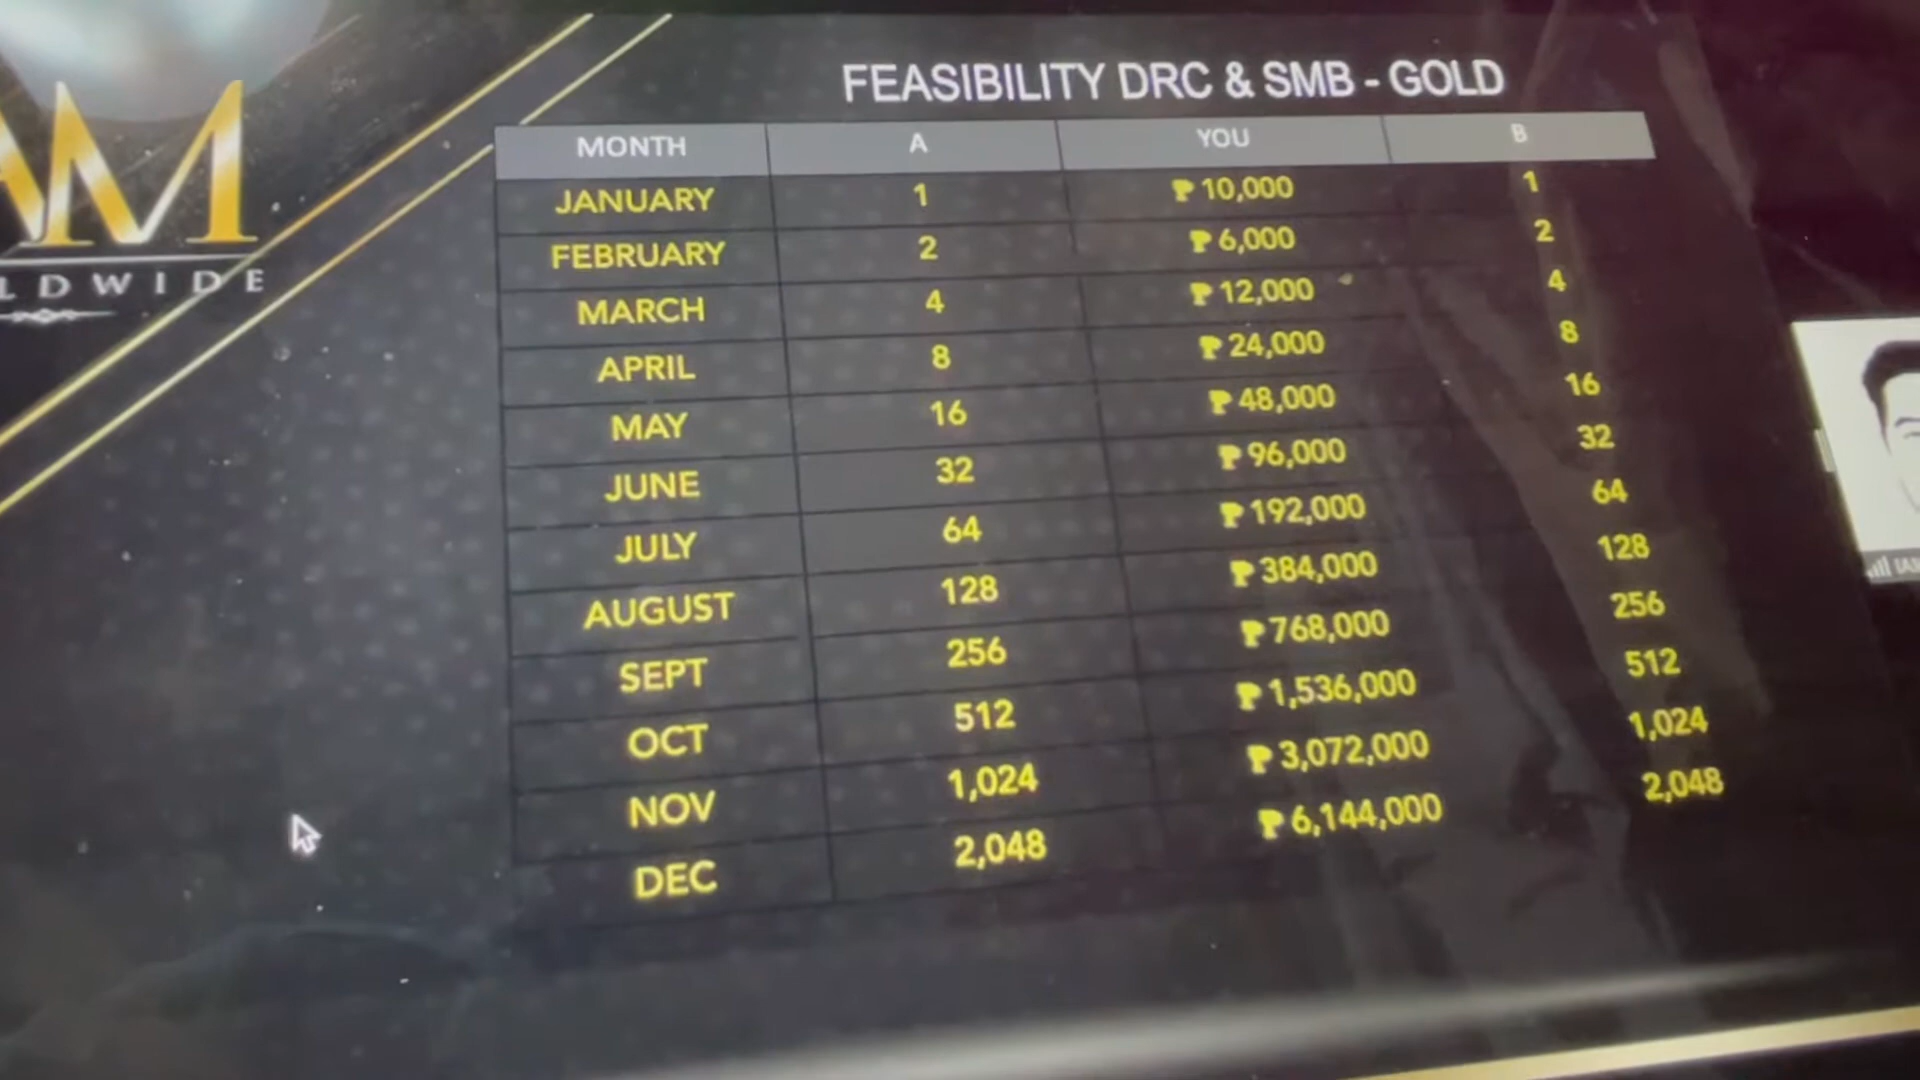 AM
LDWIDE
FEASIBILITY DRC & SMB - GOLD
MONTH A YOU B
JANUARY 1 ₱ 10,000 1
FEBRUARY 2 ₱ 6,000 2
MARCH 4 ₱ 12,000 4
APRIL 8 ₱ 24,000 8
MAY 16 ₱ 48,000 16
JUNE 32 ₱ 96,000 32
JULY 64 ₱ 192,000 64
AUGUST 128 ₱ 384,000 128
SEPT 256 ₱ 768,000 256
OCT 512 ₱ 1,536,000 512
NOV 1,024 ₱ 3,072,000 1,024
DEC 2,048 ₱ 6,144,000 2,048